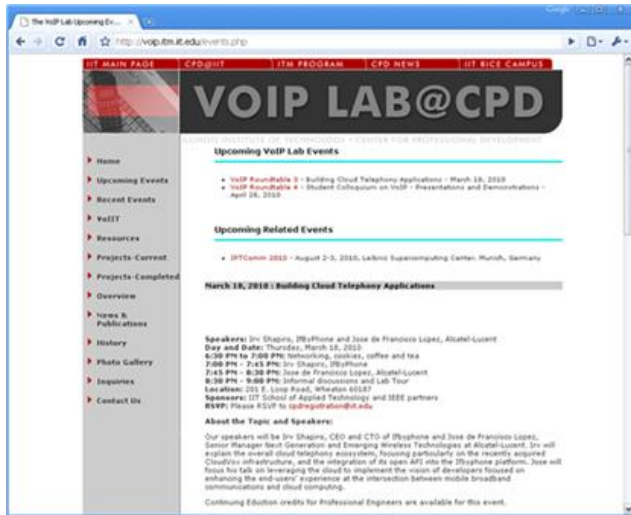 The VoIP Lab Upcoming Ev...
Google
http://voip.itm.iit.edu/events.php
IIT MAIN PAGE
CPD@IIT
ITM PROGRAM
CPD NEWS
IIT RICE CAMPUS
VOIP LAB@CPD
ILLINOIS INSTITUTE OF TECHNOLOGY • CENTER FOR PROFESSIONAL DEVELOPMENT
Home
Upcoming Events
Recent Events
VoIIT
Resources
Projects-Current
Projects-Completed
Overview
News &
Publications
History
Photo Gallery
Inquiries
Contact Us
Upcoming VoIP Lab Events
VoIP Roundtable 3 - Building Cloud Telephony Applications - March 18, 2010
VoIP Roundtable 4 - Student Colloquium on VoIP - Presentations and Demonstrations -
April 28, 2010
Upcoming Related Events
IPTComm 2010 - August 2-3, 2010, Leibniz Supercomputing Center, Munich, Germany
March 18, 2010 : Building Cloud Telephony Applications
Speakers: Irv Shapiro, IfByPhone and Jose de Francisco Lopez, Alcatel-Lucent
Day and Date: Thursday, March 18, 2010
6:30 PM to 7:00 PM: Networking, cookies, coffee and tea
7:00 PM - 7:45 PM: Irv Shapiro, IfByPhone
7:45 PM - 8:30 PM: Jose de Francisco Lopez, Alcatel-Lucent
8:30 PM - 9:00 PM: Informal discussions and Lab Tour
Location: 201 E. Loop Road, Wheaton 60187
Sponsors: IIT School of Applied Technology and IEEE partners
RSVP: Please RSVP to cpdregistration@iit.edu
About the Topic and Speakers:
Our speakers will be Irv Shapiro, CEO and CTO of Ifbyphone and Jose de Francisco Lopez,
Senior Manager Next Generation and Emerging Wireless Technologies at Alcatel-Lucent. Irv will
explain the overall cloud telephony ecosystem, focusing particularly on the recently acquired
CloudVox infrastructure, and the integration of its open API into the Ifbyphone platform. Jose will
focus his talk on leveraging the cloud to implement the vision of developers focused on
enhancing the end-users' experience at the intersection between mobile broadband
communications and cloud computing.
Continuing Eduction credits for Professional Engineers are available for this event.